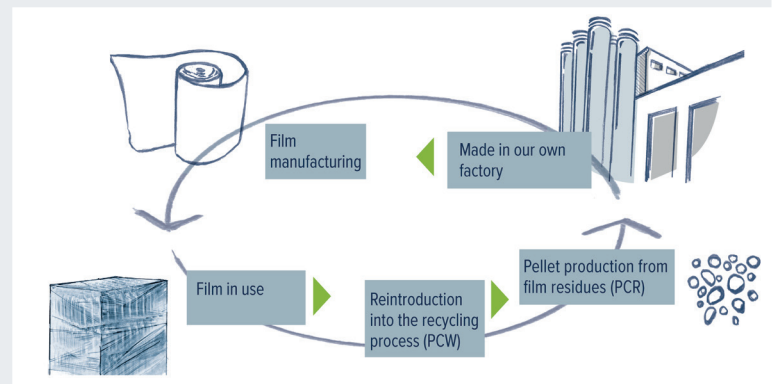 Film
manufacturing
Made in our own
factory
Film in use
Reintroduction
into the recycling
process (PCW)
Pellet production from
film residues (PCR)